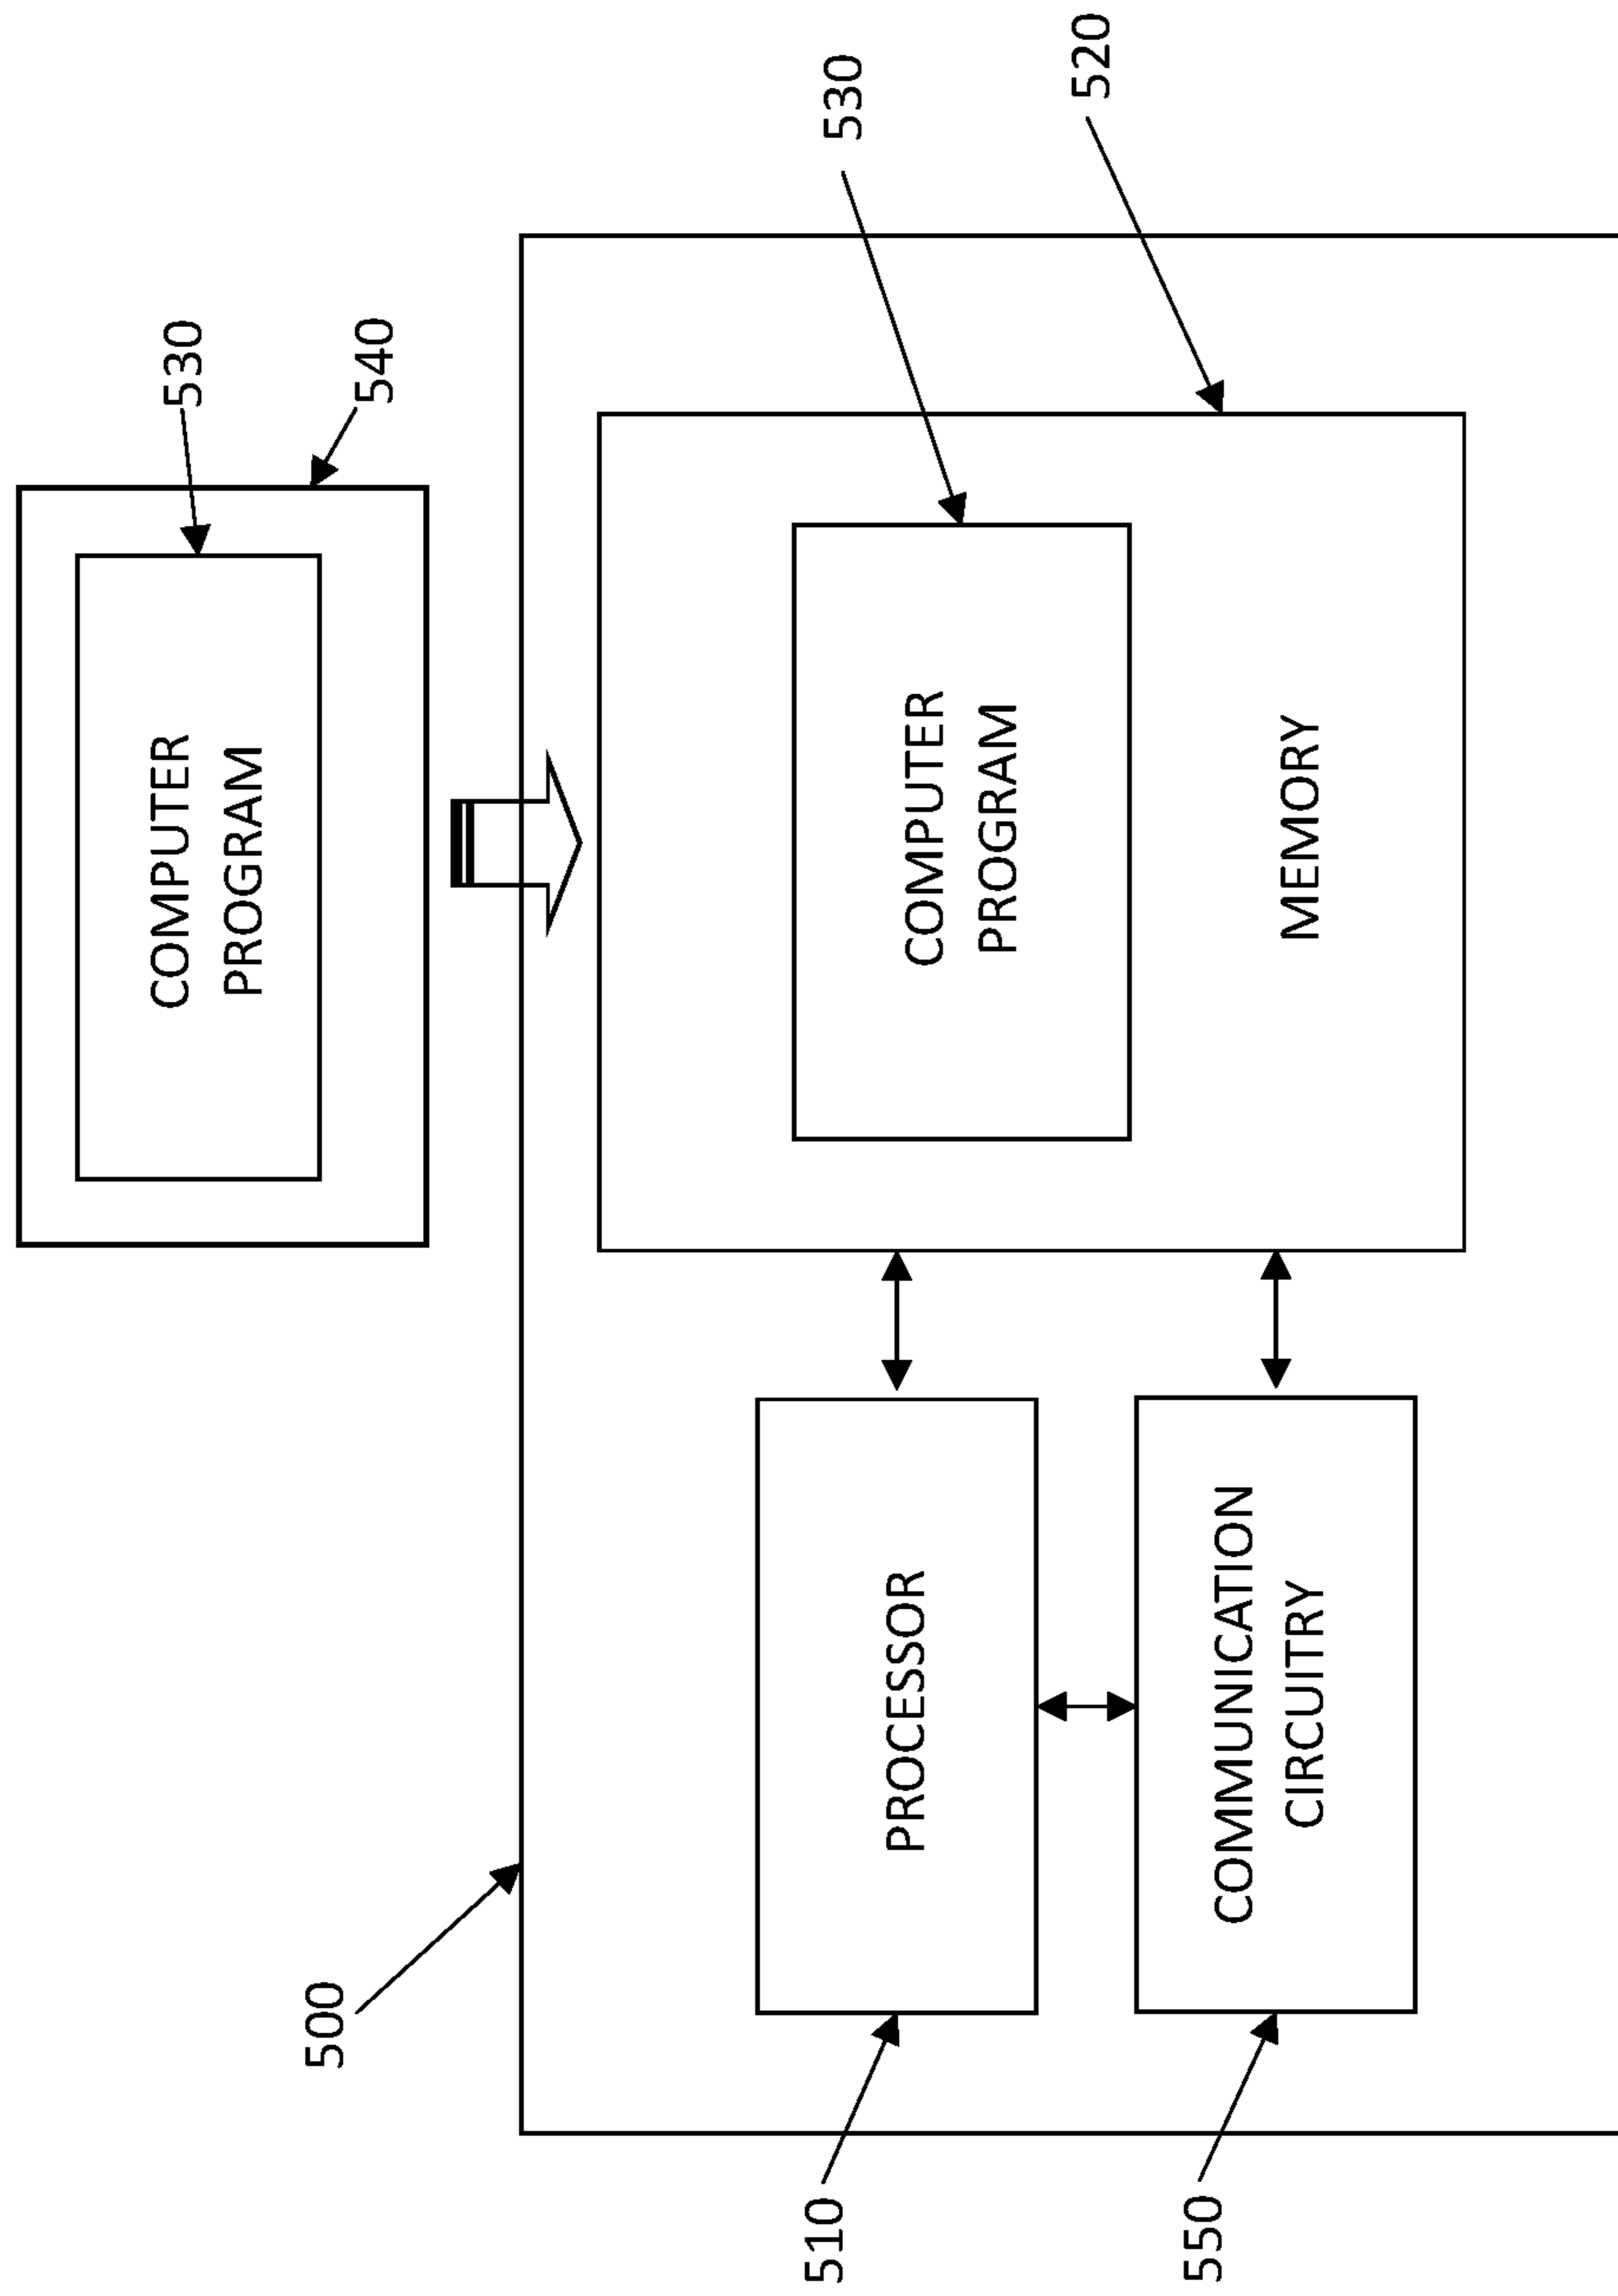 530
540
COMPUTER
PROGRAM
500
530
520
COMPUTER
PROGRAM
MEMORY
PROCESSOR
COMMUNICATION
CIRCUITRY
510
550